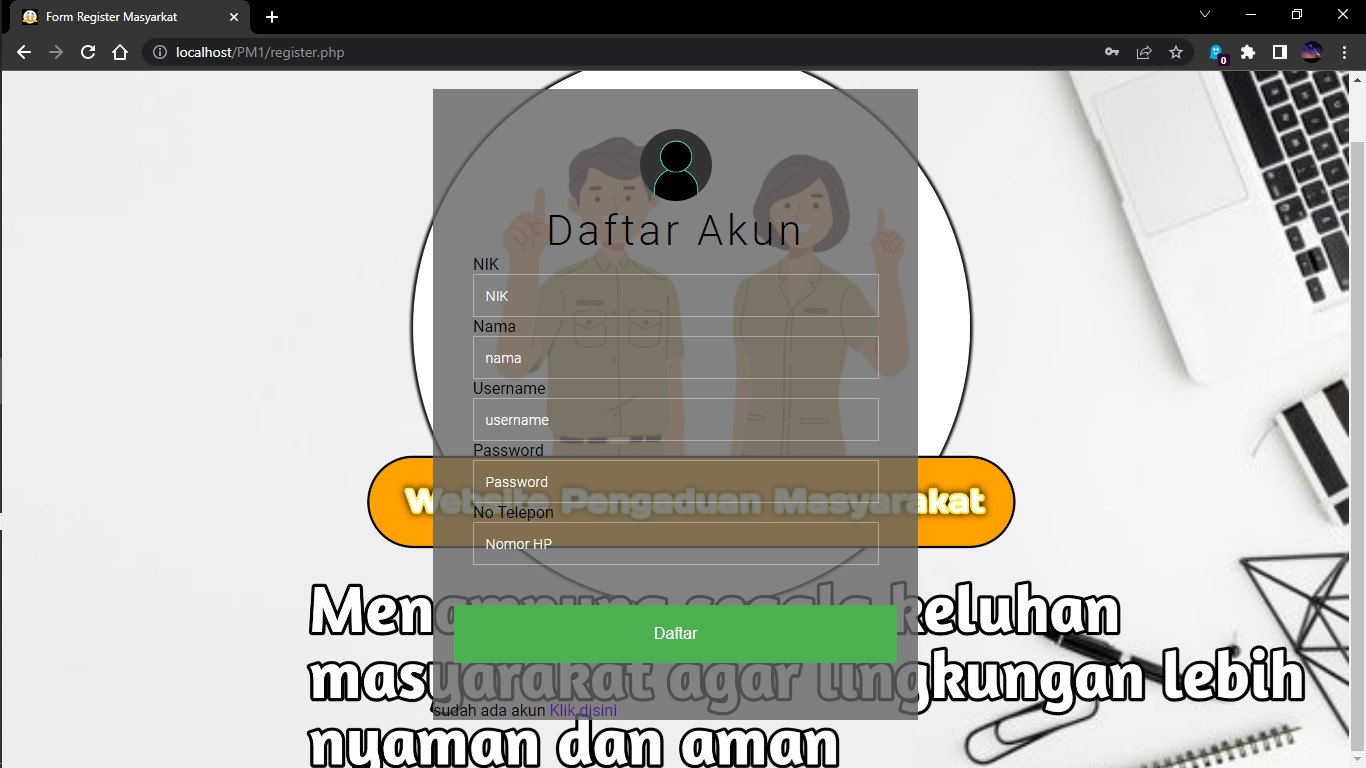 Form Register Masyarkat
localhost/PM1/register.php
0
Daftar Akun
NIK
NIK
Nama
nama
Username
username
Password
Password
Website Pengaduan Masyarakat
No Telepon
Nomor HP
Menampung segala keluhan
Daftar
masyarakat agar lingkungan lebih
sudah ada akun Klik disini
nyaman dan aman